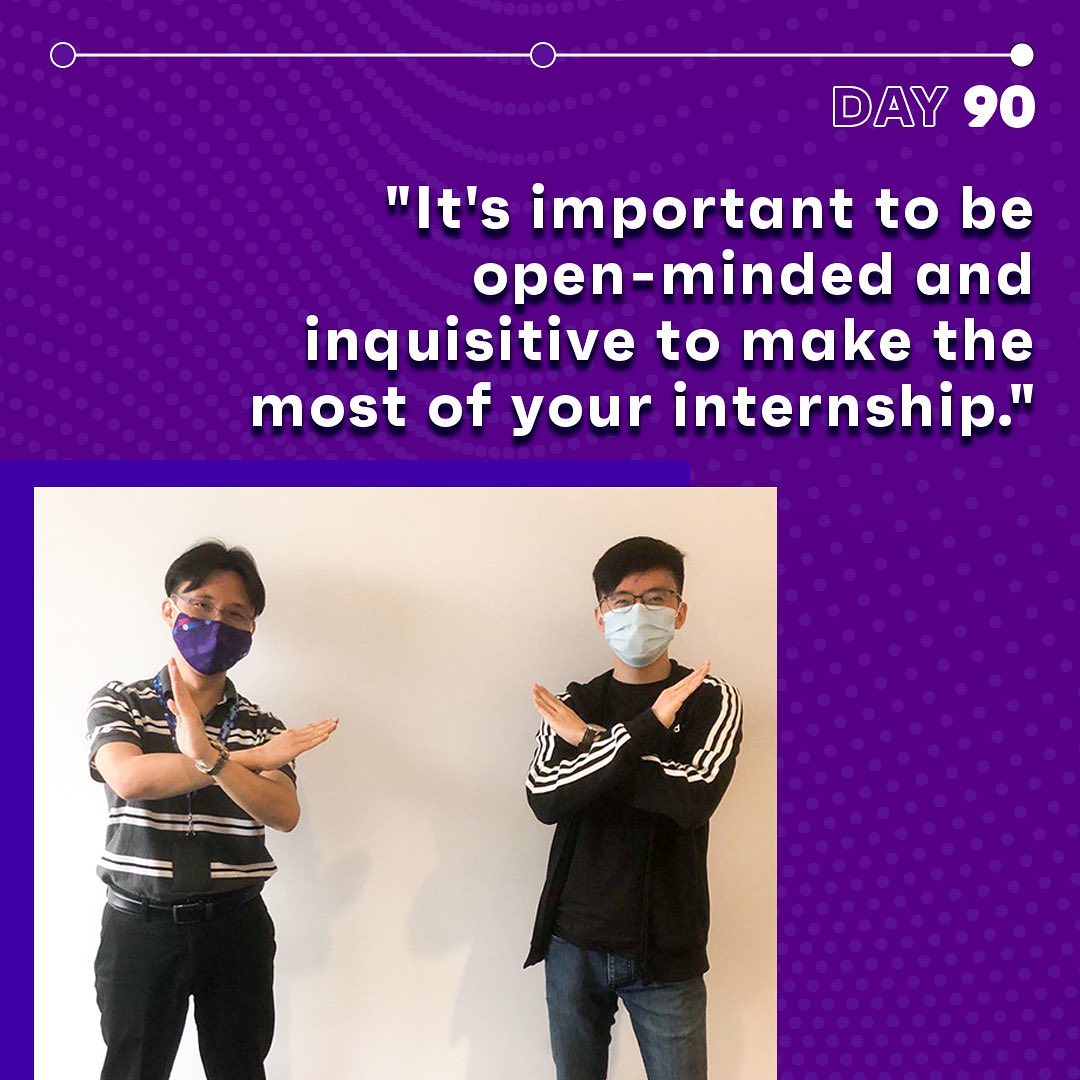 DAY 90
"It's important to be
open-minded and
inquisitive to make the
most of your internship."